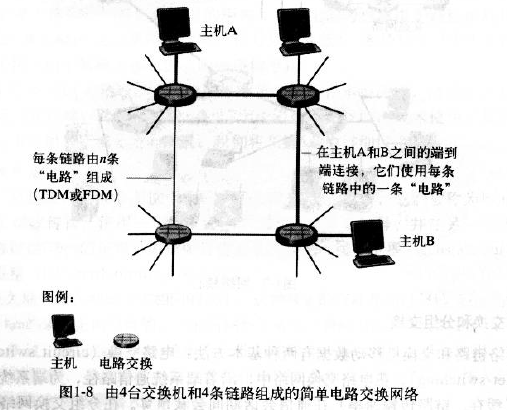 主机A
每条链路由n条
“电路”组成
(TDM或FDM)
在主机A和B之间的端到
端连接，它们使用每条
链路中的一条“电路”
主机B
图例：
主机 电路交换
图1-8 由4台交换机和4条链路组成的简单电路交换网络